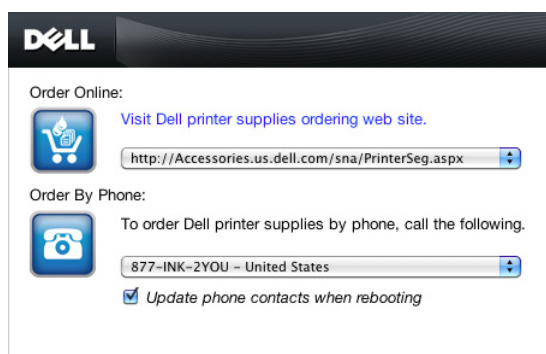 DELL
Order Online:
Visit Dell printer supplies ordering web site.
http://Accessories.us.dell.com/sna/PrinterSeg.aspx
Order By Phone:
To order Dell printer supplies by phone, call the following.
877-INK-2YOU – United States
Update phone contacts when rebooting